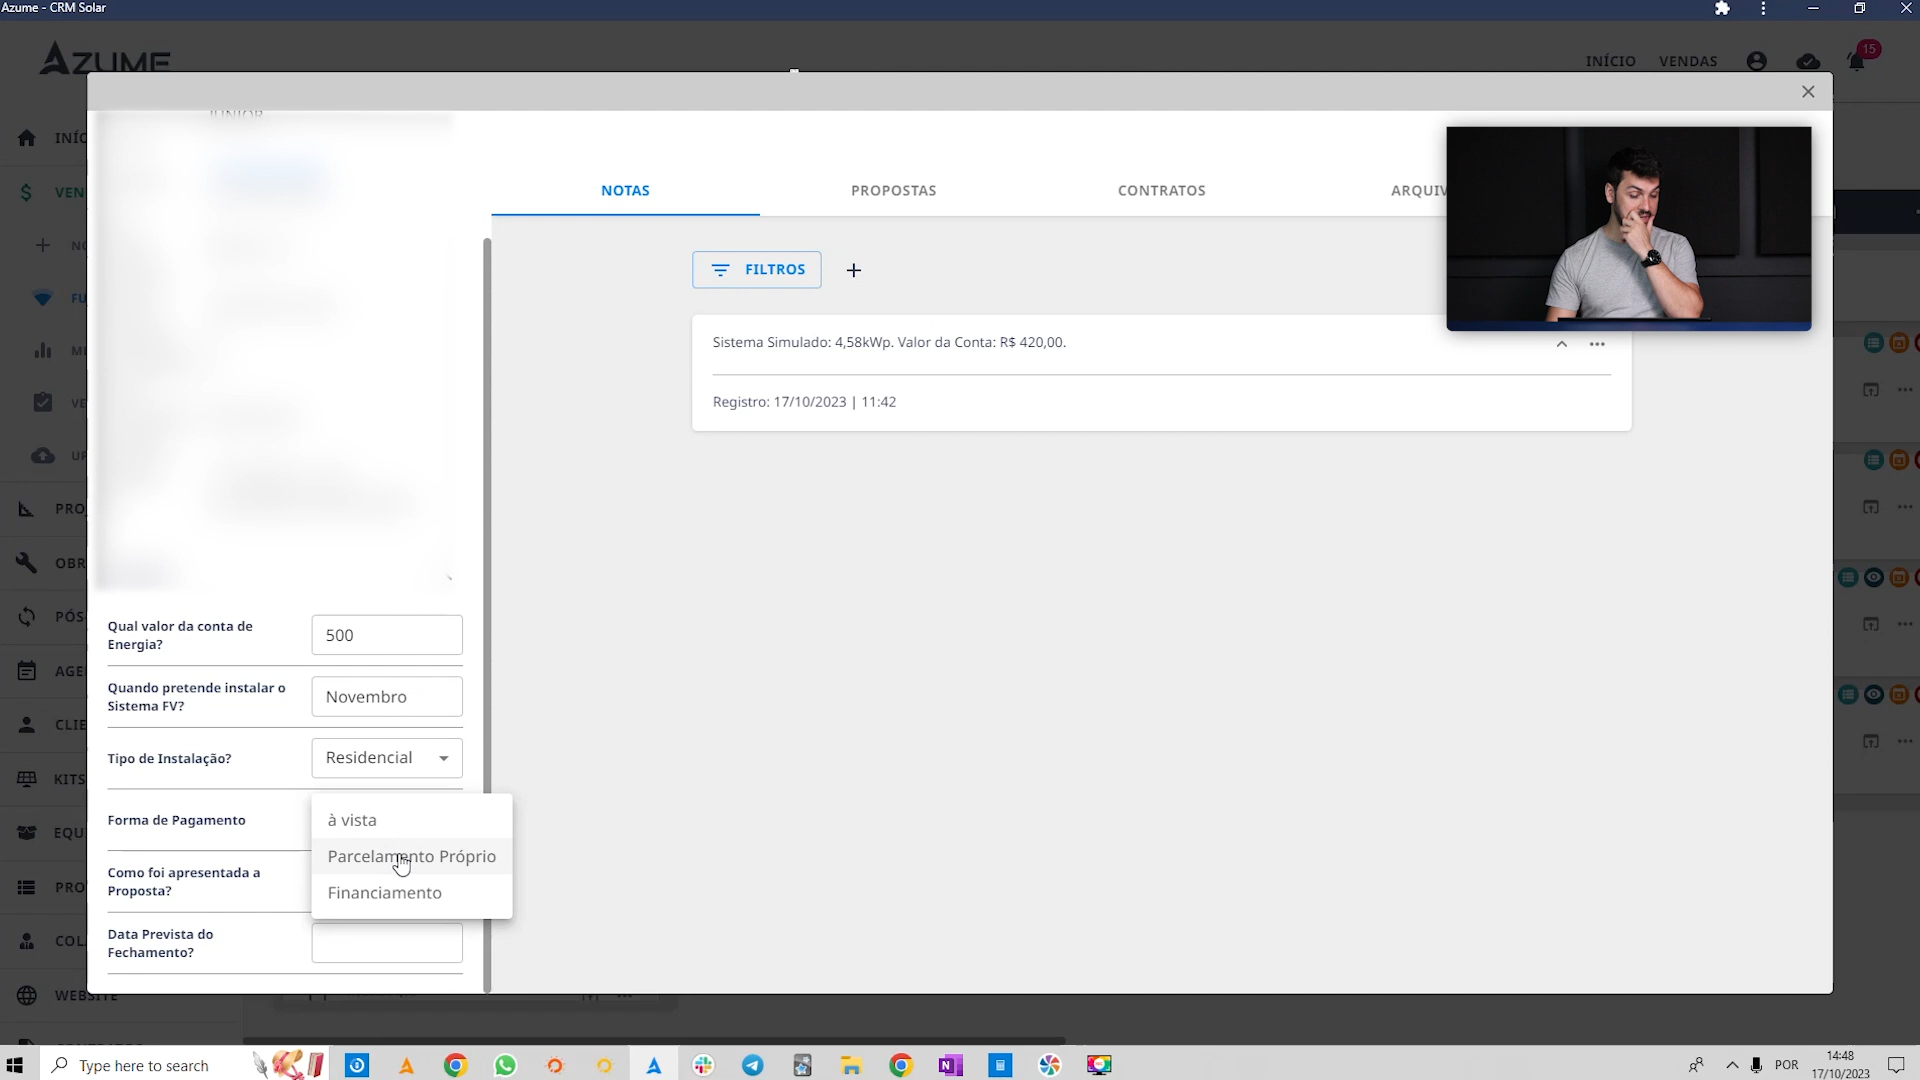 Azume - CRM Solar
AZUME
INÍCIO
VENDAS
15
NOTAS
PROPOSTAS
CONTRATOS
FILTROS
Sistema Simulado: 4,58kWp. Valor da Conta: R$ 420,00.
Registro: 17/10/2023 | 11:42
Qual valor da conta de
Energia?
500
Quando pretende instalar o
Sistema FV?
Novembro
Tipo de Instalação?
Residencial
Forma de Pagamento
à vista
Parcelamento Próprio
Financiamento
Como foi apresentada a
Proposta?
Data Prevista do
Fechamento?
KITS
WEBSITE
Type here to search
POR
14:48
17/10/2023